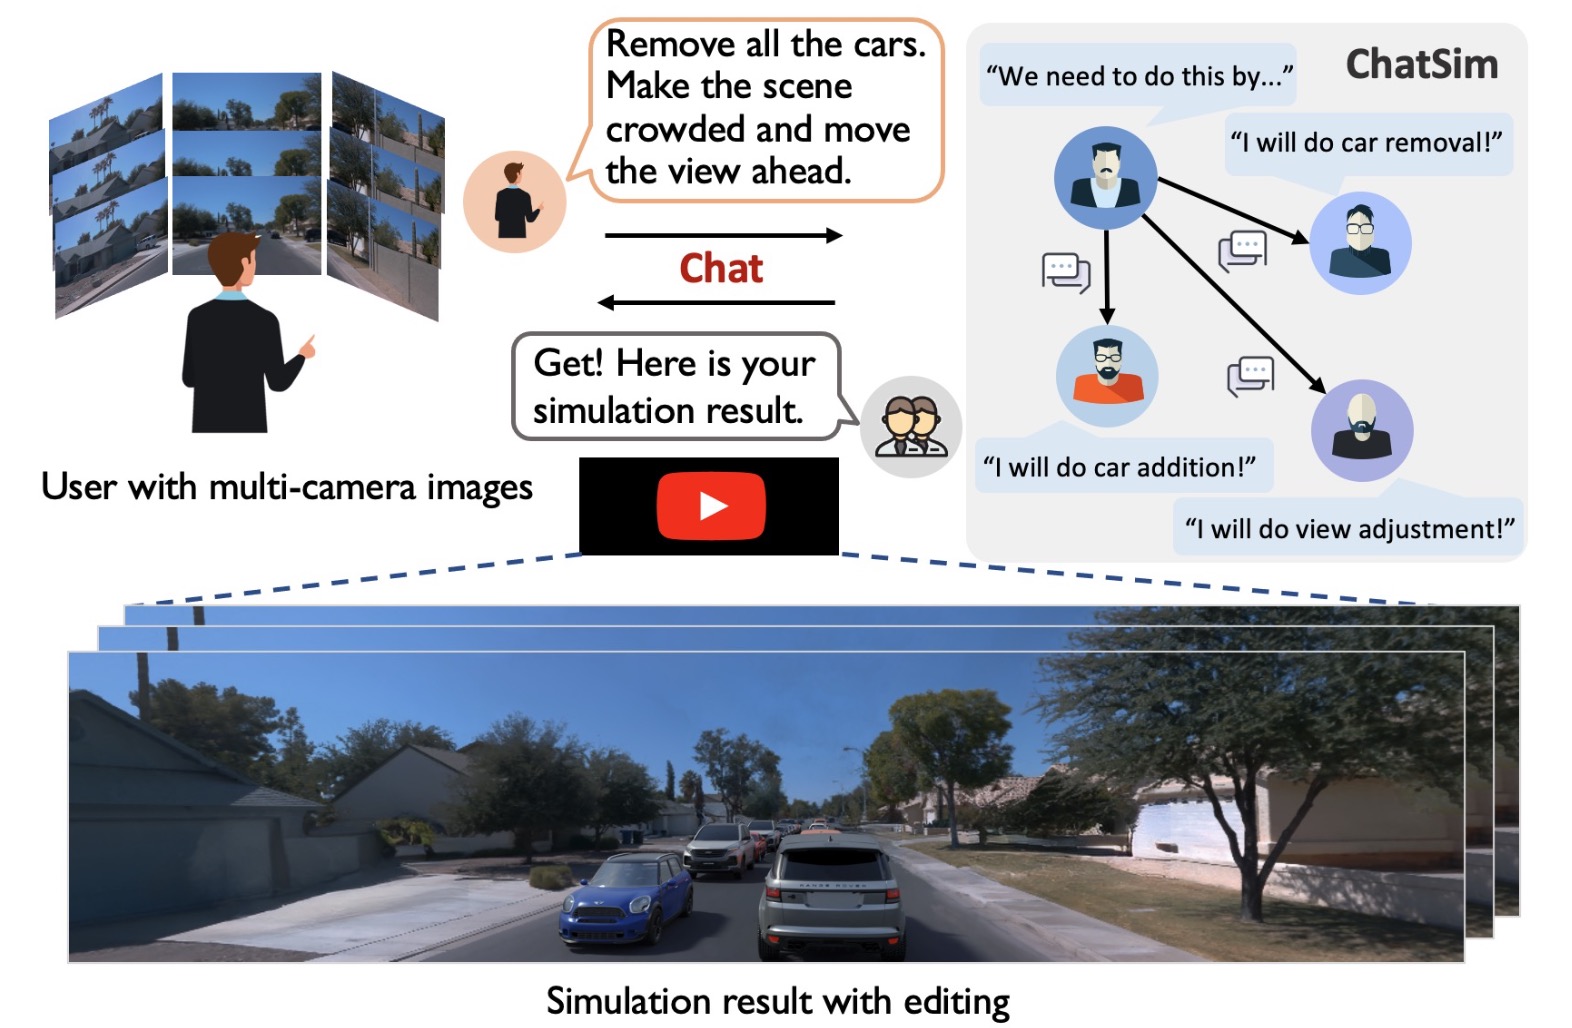 Remove all the cars.
Make the scene
crowded and move
the view ahead.
Chat
Get! Here is your
simulation result.
User with multi-camera images
ChatSim
“We need to do this by...”
“I will do car removal!”
“I will do car addition!”
“I will do view adjustment!”
RANGE ROVER
Simulation result with editing